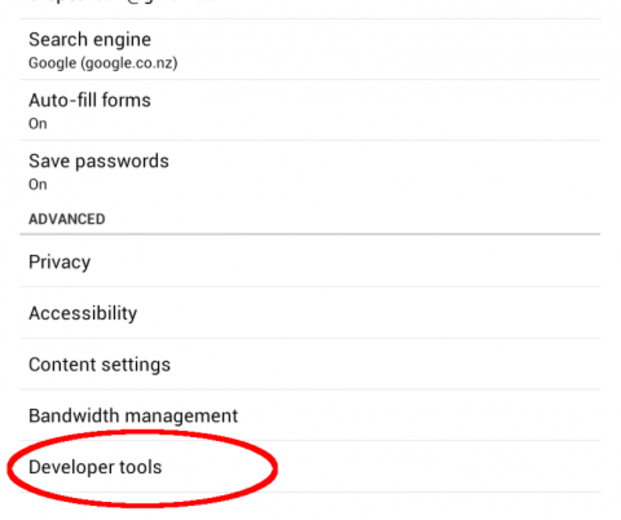 Search engine
Google (google.co.nz)
Auto-fill forms
On
Save passwords
On
ADVANCED
Privacy
Accessibility
Content settings
Bandwidth management
Developer tools